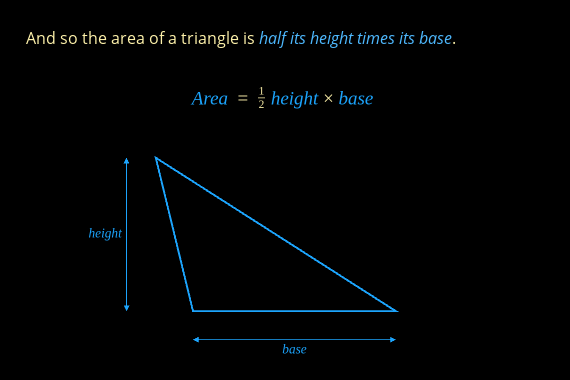 And so the area of a triangle is half its height times its base.
Area = 1/2 height × base
height
base